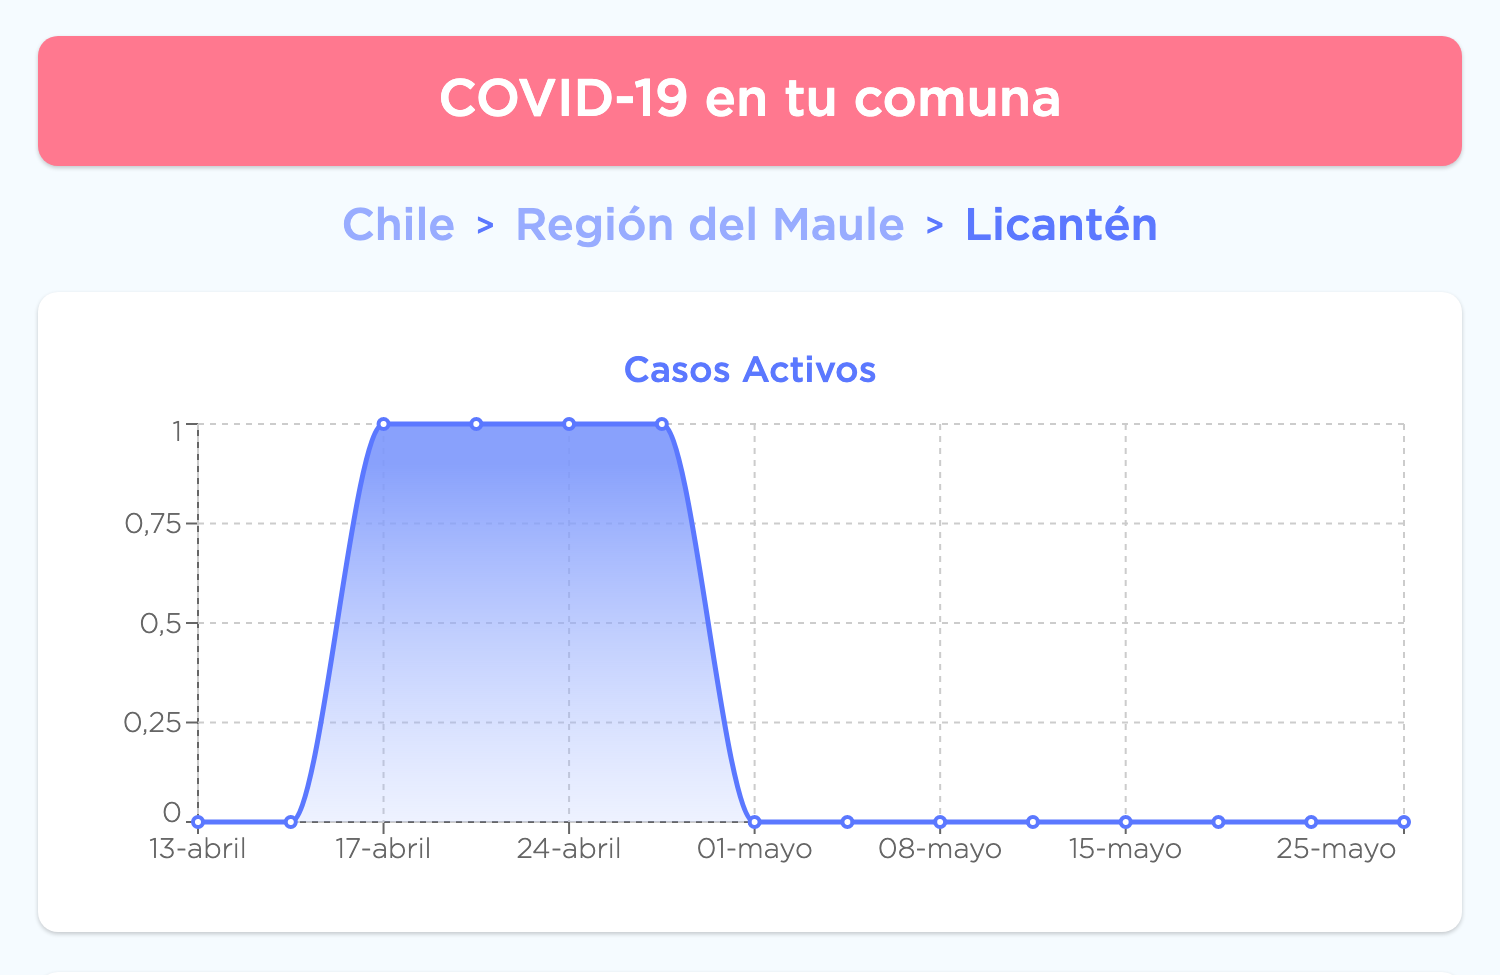 COVID-19 en tu comuna
Chile > Región del Maule > Licantén
Casos Activos
1
0,75
0,5
0,25
0
13-abril 17-abril 24-abril 01-mayo 08-mayo 15-mayo 25-mayo